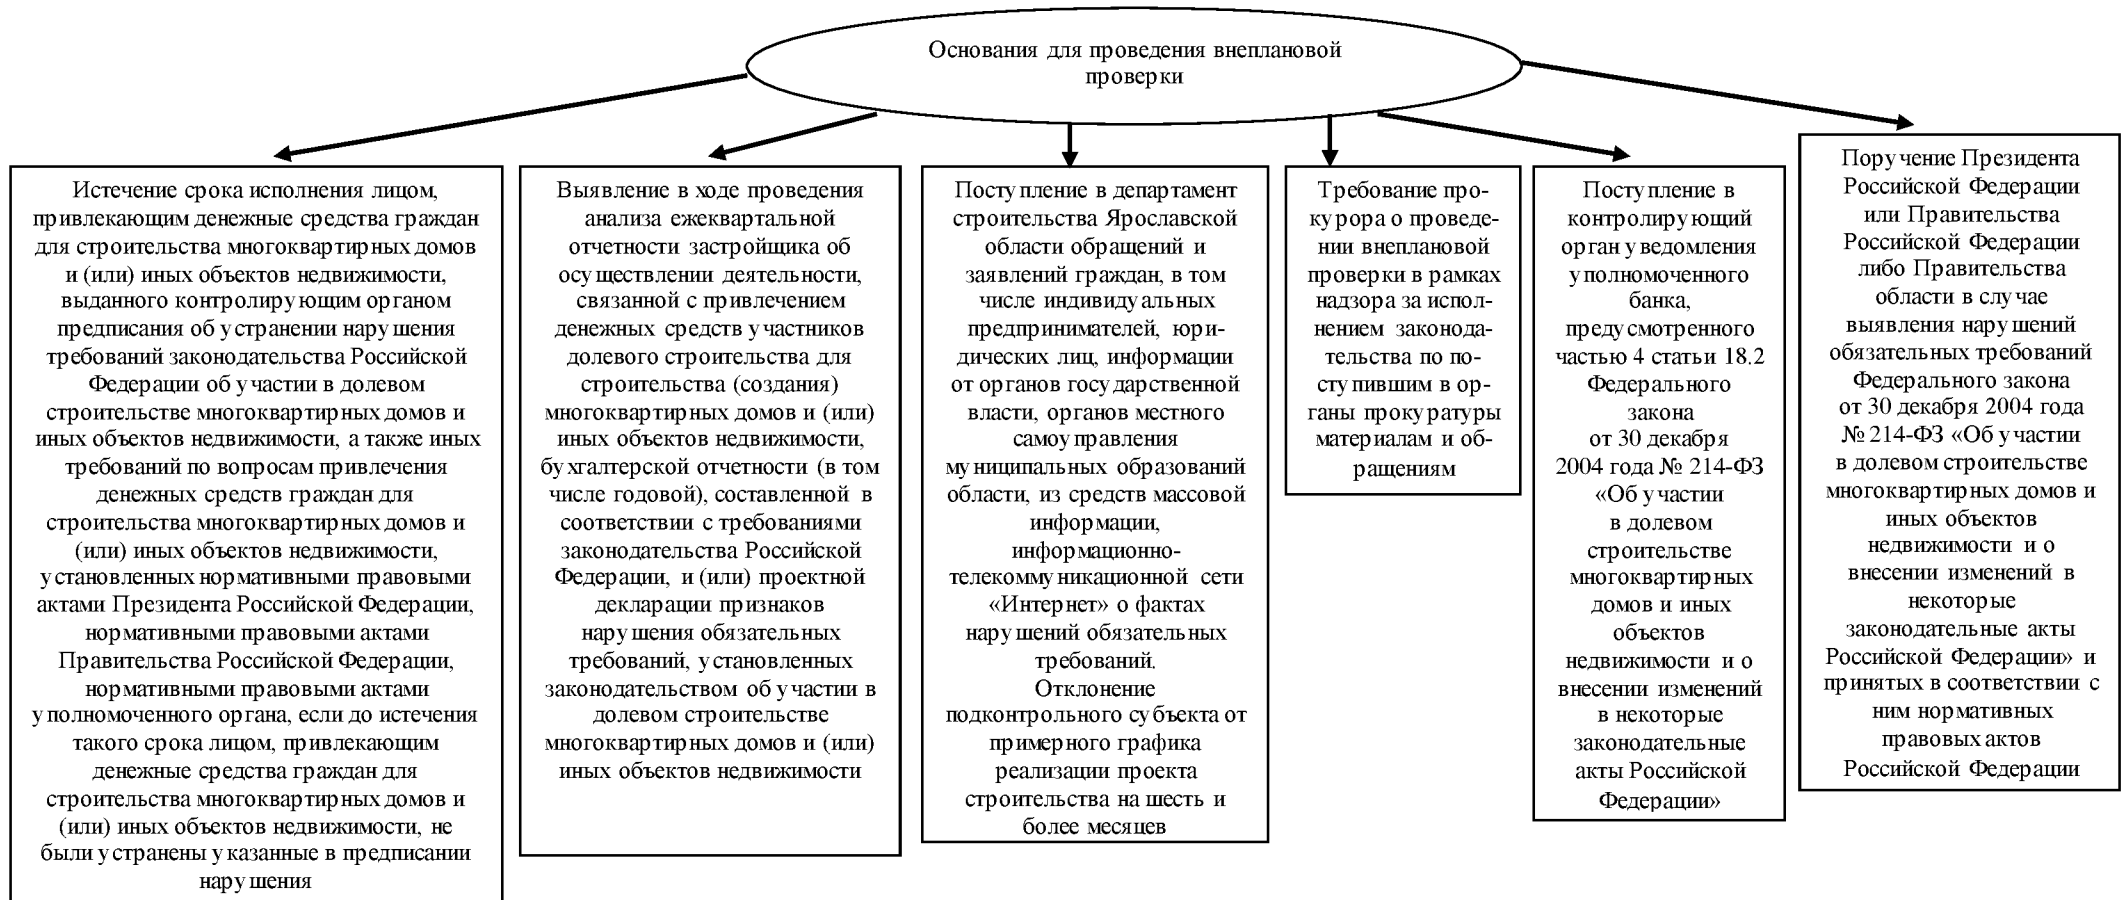 Основания для проведения внеплановой
проверки
Истечение срока исполнения лицом,
привлекающим денежные средства граждан
для строительства многоквартирных домов
и (или) иных объектов недвижимости,
выданного контролирующим органом
предписания об устранении нарушения
требований законодательства Российской
Федерации об участии в долевом
строительстве многоквартирных домов и
иных объектов недвижимости, а также иных
требований по вопросам привлечения
денежных средств граждан для
строительства многоквартирных домов и
(или) иных объектов недвижимости,
установленных нормативными правовыми
актами Президента Российской Федерации,
нормативными правовыми актами
Правительства Российской Федерации,
нормативными правовыми актами
уполномоченного органа, если до истечения
такого срока лицом, привлекающим
денежные средства граждан для
строительства многоквартирных домов и
(или) иных объектов недвижимости, не
были устранены указанные в предписании
нарушения
Выявление в ходе проведения
анализа ежеквартальной
отчетности застройщика об
осуществлении деятельности,
связанной с привлечением
денежных средств участников
долевого строительства для
строительства (создания)
многоквартирных домов и (или)
иных объектов недвижимости,
бухгалтерской отчетности (в том
числе годовой), составленной в
соответствии с требованиями
законодательства Российской
Федерации, и (или) проектной
декларации признаков
нарушения обязательных
требований, установленных
законодательством об участии в
долевом строительстве
многоквартирных домов и (или)
иных объектов недвижимости
Поступление в департамент
строительства Ярославской
области обращений и
заявлений граждан, в том
числе индивидуальных
предпринимателей, юри-
дических лиц, информации
от органов государственной
власти, органов местного
самоуправления
муниципальных образований
области, из средств массовой
информации,
информационно-
телекоммуникационной сети
«Интернет» о фактах
нарушений обязательных
требований.
Отклонение
подконтрольного субъекта от
примерного графика
реализации проекта
строительства на шесть и
более месяцев
Требование про-
курора о проведе-
нии внеплановой
проверки в рамках
надзора за испол-
нением законода-
тельства по по-
ступившим в ор-
ганы прокуратуры
материалам и об-
ращениям
Поступление в
контролирующий
орган уведомления
уполномоченного
банка,
предусмотренного
частью 4 статьи 18.2
Федерального
закона
от 30 декабря
2004 года № 214-ФЗ
«Об участии
в долевом
строительстве
многоквартирных
домов и иных
объектов
недвижимости и о
внесении изменений
в некоторые
законодательные
акты Российской
Федерации»
Поручение Президента
Российской Федерации
или Правительства
Российской Федерации
либо Правительства
области в случае
выявления нарушений
обязательных требований
Федерального закона
от 30 декабря 2004 года
№ 214-ФЗ «Об участии
в долевом строительстве
многоквартирных домов и
иных объектов
недвижимости и о
внесении изменений в
некоторые
законодательные акты
Российской Федерации» и
принятых в соответствии с
ним нормативных
правовых актов
Российской Федерации